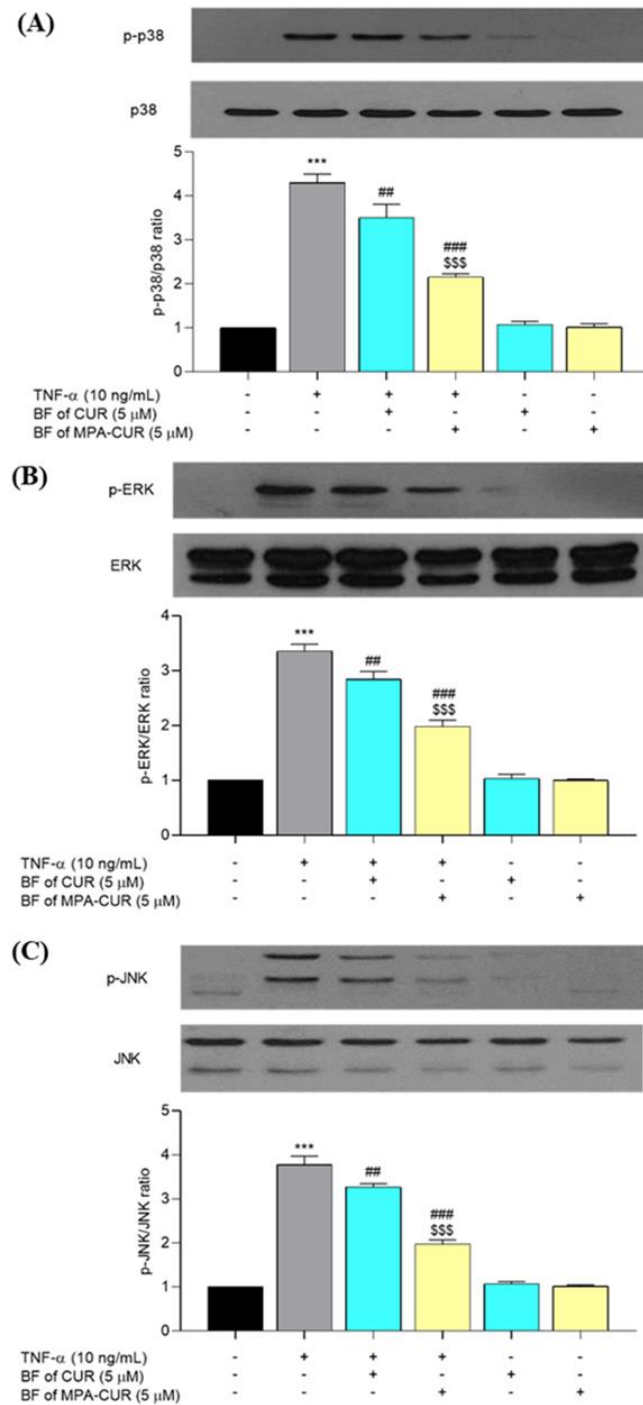 (A)
p-p38
p38
p-p38/p38 ratio
5
4
3
2
1
0
***
##
###
$$$
TNF-α (10 ng/mL) - + + + - -
BF of CUR (5 μM) - - + - + -
BF of MPA-CUR (5 μM) - - - + - +
(B)
p-ERK
ERK
p-ERK/ERK ratio
4
3
2
1
0
***
##
###
$$$
TNF-α (10 ng/mL) - + + + - -
BF of CUR (5 μM) - - + - + -
BF of MPA-CUR (5 μM) - - - + - +
(C)
p-JNK
JNK
p-JNK/JNK ratio
5
4
3
2
1
0
***
##
###
$$$
TNF-α (10 ng/mL) - + + + - -
BF of CUR (5 μM) - - + - + -
BF of MPA-CUR (5 μM) - - - + - +